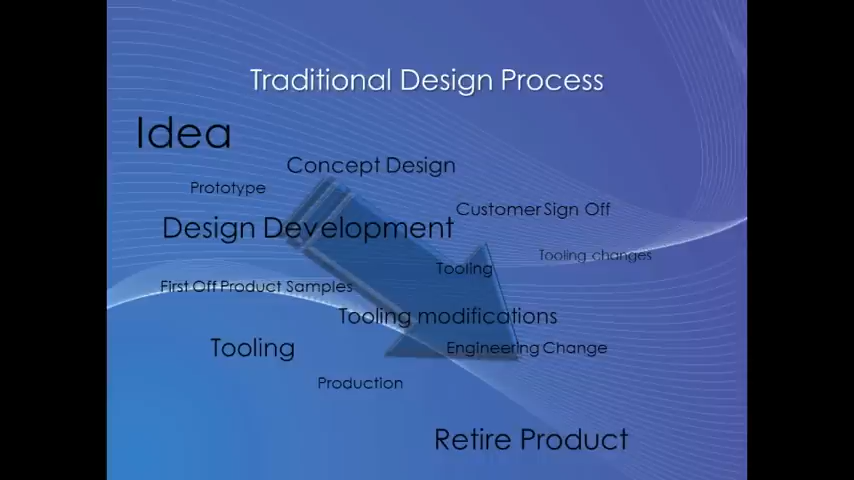 Traditional Design Process
Idea
Concept Design
Prototype
Customer Sign Off
Design Development
Tooling changes
Tooling
First Off Product Samples
Tooling modifications
Tooling
Engineering Change
Production
Retire Product